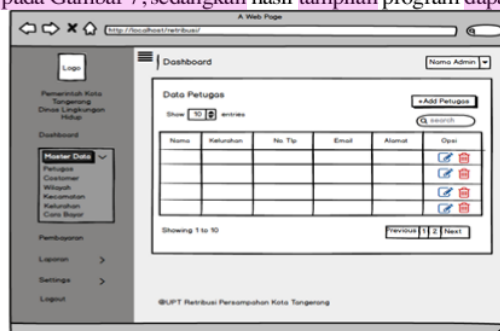 pada Gambar 7, sedangkan hasil tampilan program dapa
A Web Page
http://localhost/retribusi/
Logo
Dashboard
Nama Admin
Pemerintah Kota
Tangerang
Dinas Lingkungan
Hidup
Data Petugas
+Add Petugas
Show 10 entries
search
Dashboard
Master Data
Petugas
Costomer
Wilayah
Kecamatan
Kelurahan
Cara Bayar
Nama Kelurahan No. Tlp Email Alamat Opsi
Showing 1 to 10
Previous 1 2 Next
Pembayaran
Laporan >
Settings >
Logout
@UPT Retribusi Persampahan Kota Tangerang